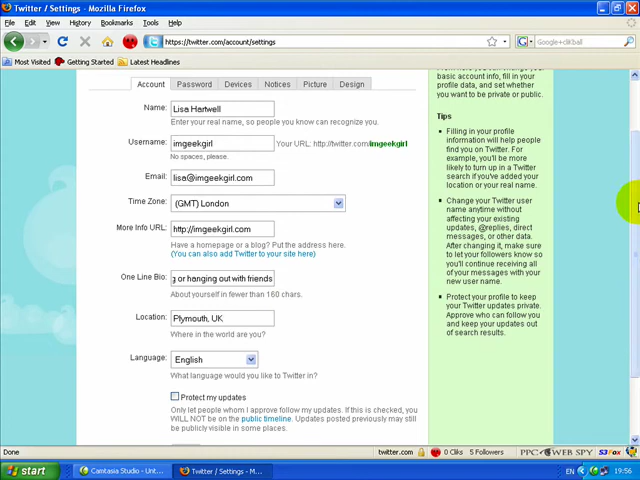 Twitter / Settings - Mozilla Firefox
File Edit View History Bookmarks Tools Help
https://twitter.com/account/settings
Google+clikball
Most Visited Getting Started Latest Headlines
basic account info, fill in your
profile data, and set whether
you want to be private or public.
Account Password Devices Notices Picture Design
Name: Lisa Hartwell
Enter your real name, so people you know can recognize you.
Username: imgeekgirl Your URL: http://twitter.com/imgeekgirl
No spaces, please.
Email: lisa@imgeekgirl.com
Time Zone: (GMT) London
More Info URL: http://imgeekgirl.com
Have a homepage or a blog? Put the address here.
(You can also add Twitter to your site here)
One Line Bio: g or hanging out with friends
About yourself in fewer than 160 chars.
Location: Plymouth, UK
Where in the world are you?
Language: English
What language would you like to Twitter in?
Protect my updates
Only let people whom I approve follow my updates. If this is checked, you
WILL NOT be on the public timeline. Updates posted previously may still
be publicly visible in some places.
Tips
Filling in your profile
information will help people
find you on Twitter. For
example, you'll be more
likely to turn up in a Twitter
search if you've added your
location or your real name.
Change your Twitter user
name anytime without
affecting your existing
updates, @replies, direct
messages, or other data.
After changing it, make sure
to let your followers know so
you'll continue receiving all
of your messages with your
new user name.
Protect your profile to keep
your Twitter updates private.
Approve who can follow you
and keep your updates out
of search results.
Done twitter.com 0 Cliks 5 Followers PPC WEB SPY S3Fox
start Camtasia Studio - Unt... Twitter / Settings - M... EN 19:56